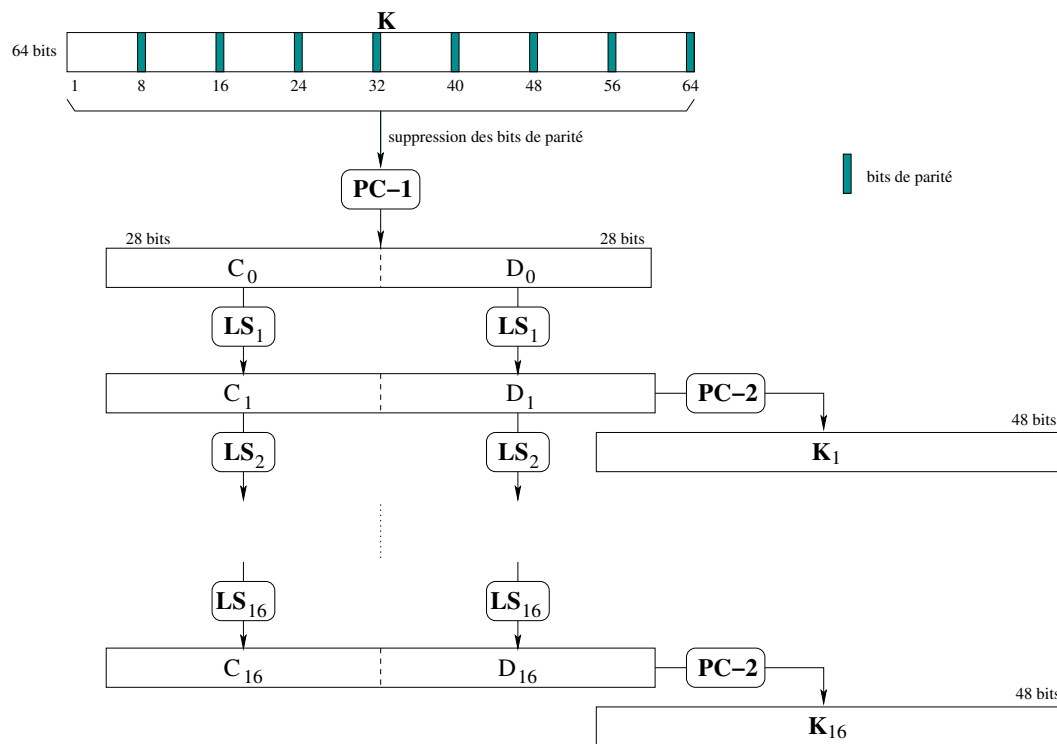 K
64 bits
1 8 16 24 32 40 48 56 64
suppression des bits de parité
bits de parité
PC-1
28 bits 28 bits
C0 D0
LS1 LS1
C1 D1 PC-2
48 bits
LS2 LS2 K1
LS16 LS16
C16 D16 PC-2
48 bits
K16